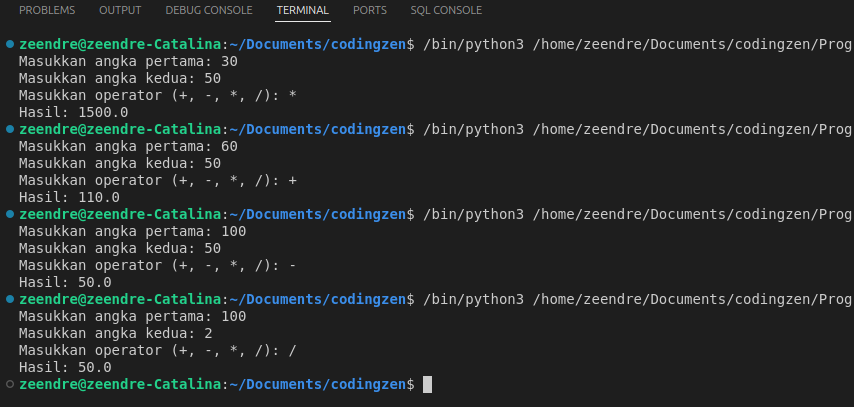 PROBLEMS OUTPUT DEBUG CONSOLE TERMINAL PORTS SQL CONSOLE
zeendre@zeendre-Catalina:~/Documents/codingzen$ /bin/python3 /home/zeendre/Documents/codingzen/Prog
Masukkan angka pertama: 30
Masukkan angka kedua: 50
Masukkan operator (+, -, *, /): *
Hasil: 1500.0
zeendre@zeendre-Catalina:~/Documents/codingzen$ /bin/python3 /home/zeendre/Documents/codingzen/Prog
Masukkan angka pertama: 60
Masukkan angka kedua: 50
Masukkan operator (+, -, *, /): +
Hasil: 110.0
zeendre@zeendre-Catalina:~/Documents/codingzen$ /bin/python3 /home/zeendre/Documents/codingzen/Prog
Masukkan angka pertama: 100
Masukkan angka kedua: 50
Masukkan operator (+, -, *, /): -
Hasil: 50.0
zeendre@zeendre-Catalina:~/Documents/codingzen$ /bin/python3 /home/zeendre/Documents/codingzen/Prog
Masukkan angka pertama: 100
Masukkan angka kedua: 2
Masukkan operator (+, -, *, /): /
Hasil: 50.0
zeendre@zeendre-Catalina:~/Documents/codingzen$